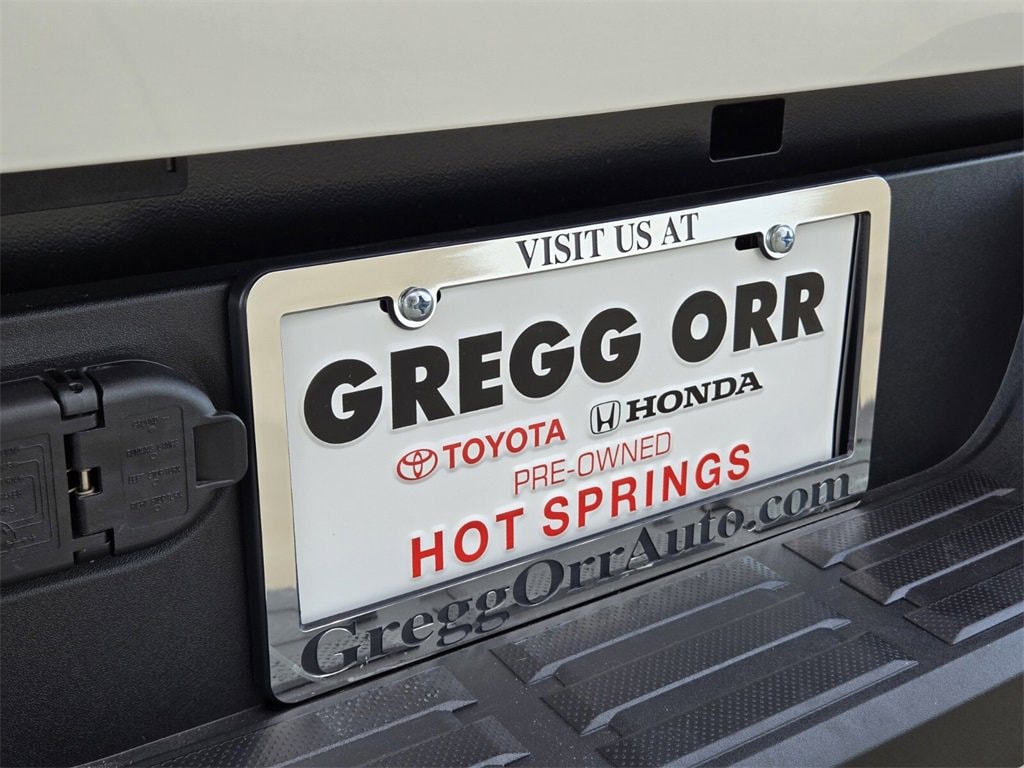 VISIT US AT
GREGG ORR
TOYOTA HONDA
PRE-OWNED
HOT SPRINGS
GreggOrrAuto.com